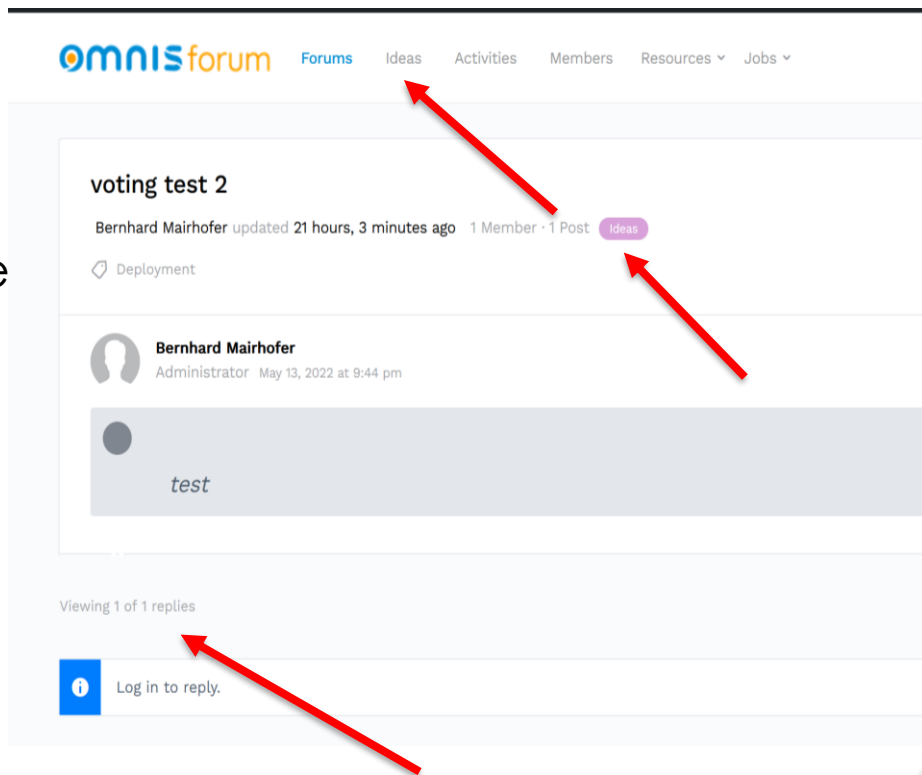 omnis forum Forums Ideas Activities Members Resources Jobs
voting test 2
Bernhard Mairhofer updated 21 hours, 3 minutes ago 1 Member · 1 Post Ideas
e
Deployment
Bernhard Mairhofer
Administrator May 13, 2022 at 9:44 pm
test
Viewing 1 of 1 replies
Log in to reply.